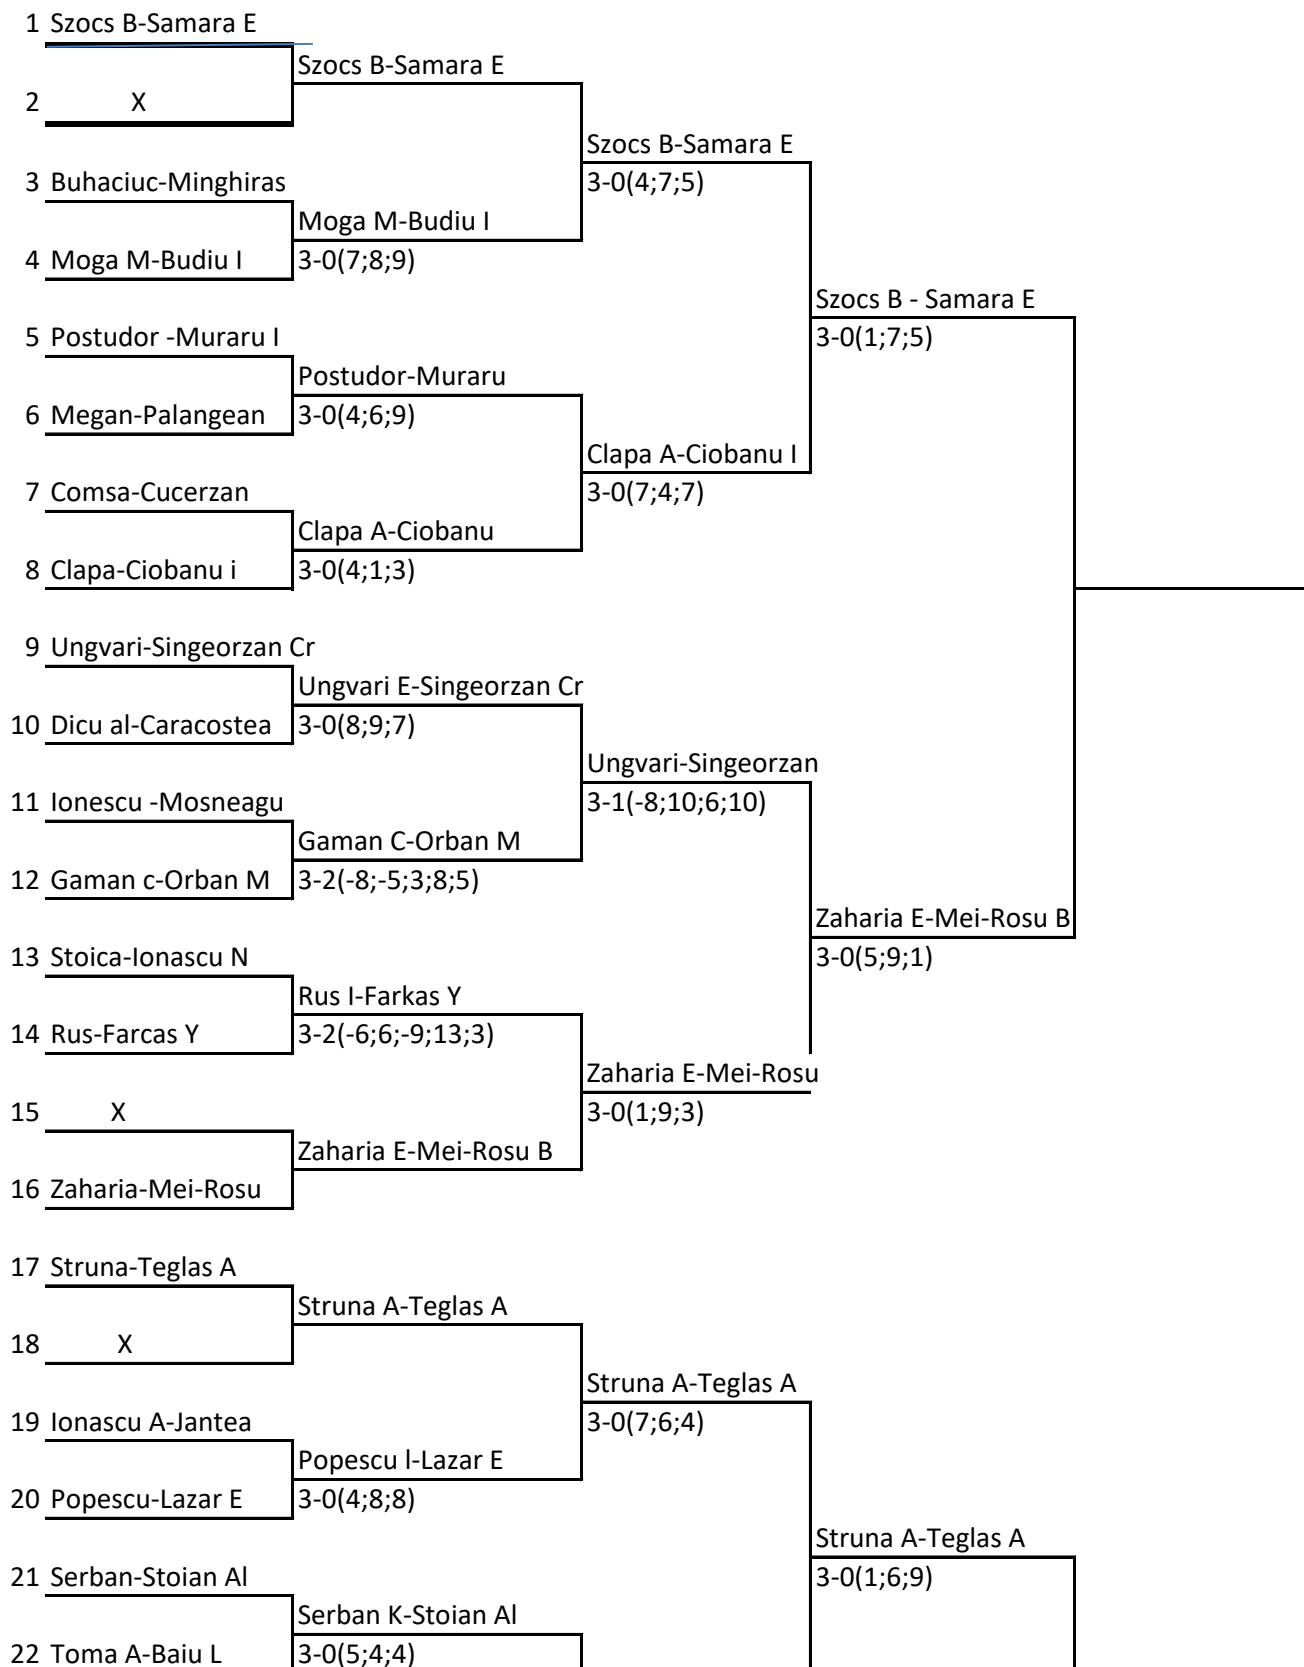 1 Szocs B-Samara E
Szocs B-Samara E
2 X
Szocs B-Samara E
3 Buhaciuc-Minghiras 3-0(4;7;5)
Moga M-Budiu I
4 Moga M-Budiu I 3-0(7;8;9)
Szocs B - Samara E
5 Postudor -Muraru I 3-0(1;7;5)
Postudor-Muraru
6 Megan-Palangean 3-0(4;6;9)
Clapa A-Ciobanu I
7 Comsa-Cucerzan 3-0(7;4;7)
Clapa A-Ciobanu
8 Clapa-Ciobanu i 3-0(4;1;3)
9 Ungvari-Singeorzan Cr
Ungvari E-Singeorzan Cr
10 Dicu al-Caracostea 3-0(8;9;7)
Ungvari-Singeorzan
11 Ionescu -Mosneagu 3-1(-8;10;6;10)
Gaman C-Orban M
12 Gaman c-Orban M 3-2(-8;-5;3;8;5)
Zaharia E-Mei-Rosu B
13 Stoica-Ionascu N 3-0(5;9;1)
Rus I-Farkas Y
14 Rus-Farcas Y 3-2(-6;6;-9;13;3)
Zaharia E-Mei-Rosu
15 X 3-0(1;9;3)
Zaharia E-Mei-Rosu B
16 Zaharia-Mei-Rosu
17 Struna-Teglas A
Struna A-Teglas A
18 X
Struna A-Teglas A
19 Ionascu A-Jantea 3-0(7;6;4)
Popescu l-Lazar E
20 Popescu-Lazar E 3-0(4;8;8)
Struna A-Teglas A
21 Serban-Stoian Al 3-0(1;6;9)
Serban K-Stoian Al
22 Toma A-Baiu L 3-0(5;4;4)